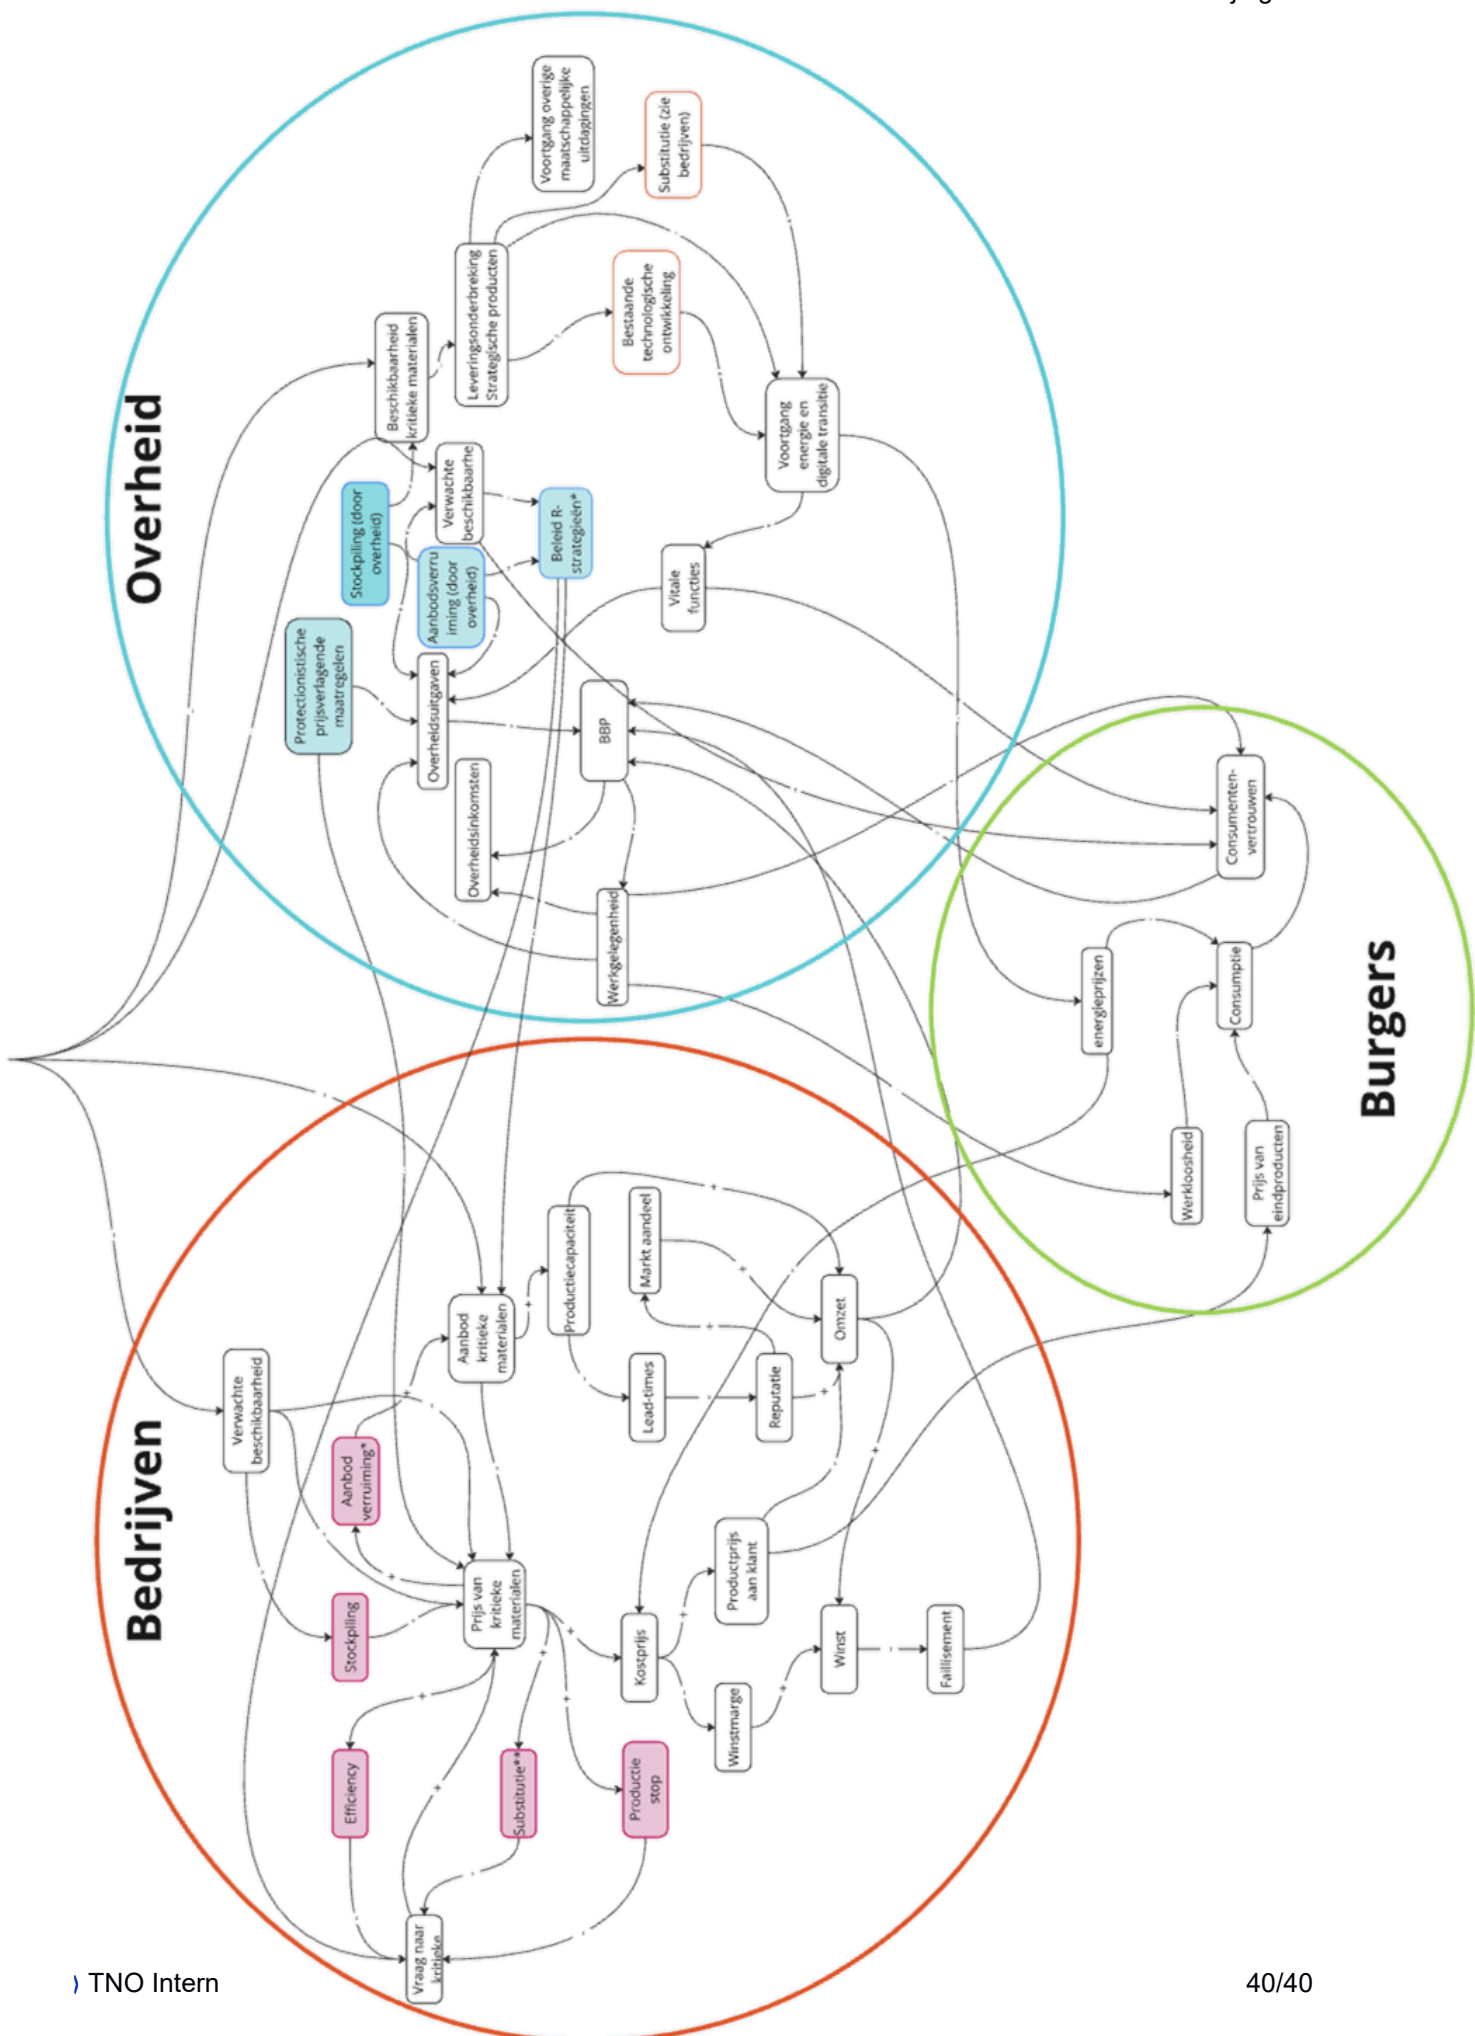 Overheid
Voortgang overige
maatschappelijke
uitdagingen
Substitutie (zie
bedrijven)
Leveringsonderbreking
Strategische producten
Bestaande
technologische
ontwikkeling
Beschikbaarheid
kritieke materialen
Voortgang
energie en
digitale transitie
Stockpiling (door
overheid)
Verwachte
beschikbaarhe
Aanbodsverru
iming (door
overheid)
Beleid R-
strategieën*
Vitale
functies
Protectionistische
prijsverlagende
maatregelen
Overheidsuitgaven
BBP
Overheidsinkomsten
Werkgelegenheid
Burgers
Consumenten-
vertrouwen
energieprijzen
Consumptie
Werkloosheid
Prijs van
eindproducten
Bedrijven
Verwachte
beschikbaarheid
Aanbod
verruiming*
Stockpiling
Efficiency
Aanbod
kritieke
materialen
Prijs van
kritieke
materialen
Substitutie**
Productie
stop
Vraag naar
kritieke
Productiecapaciteit
Markt aandeel
Lead-times
Reputatie
Omzet
Kostprijs
Productprijs
aan klant
Winstmarge
Winst
Faillisement
TNO Intern
40/40